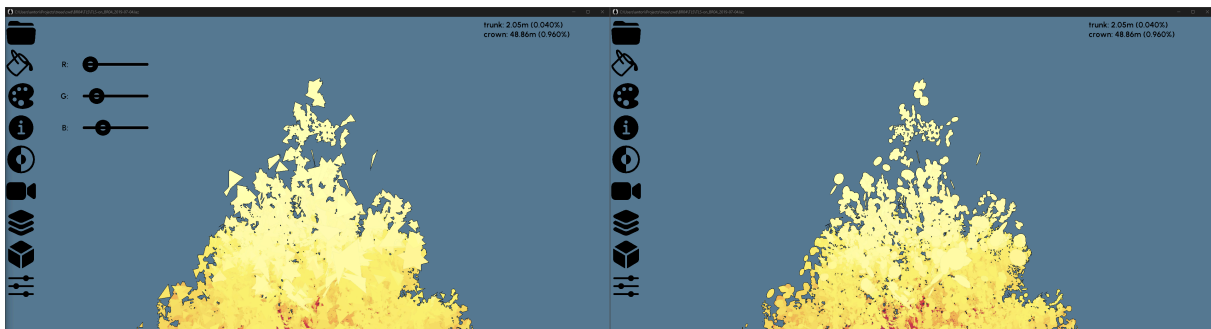 trunk: 2.05m (0.040%)
crown: 48.86m (0.960%)
R:
G:
B:
trunk: 2.05m (0.040%)
crown: 48.86m (0.960%)